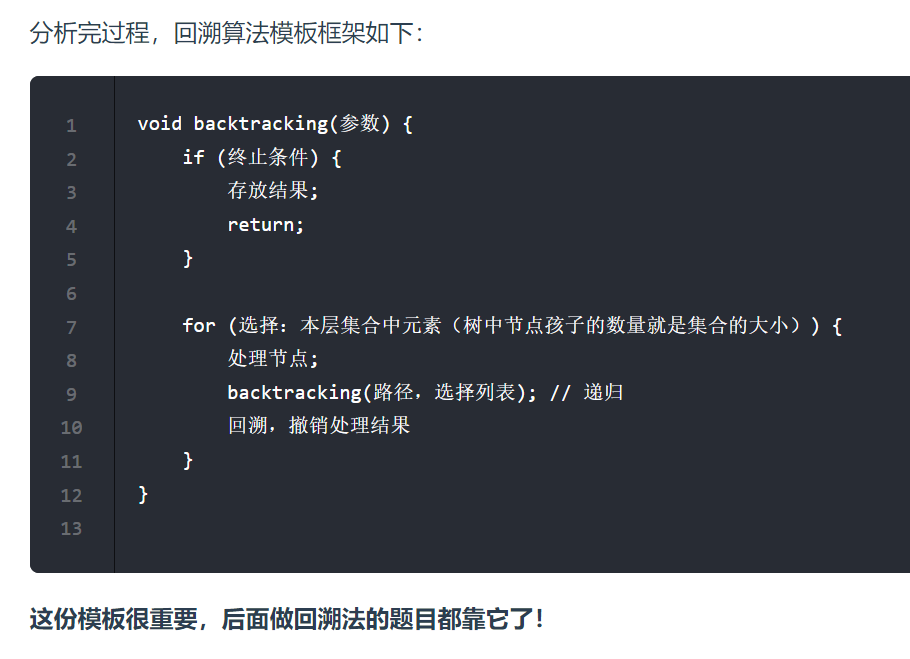 分析完过程，回溯算法模板框架如下：
1 void backtracking(参数) {
2     if (终止条件) {
3         存放结果;
4         return;
5     }
6
7     for (选择：本层集合中元素（树中节点孩子的数量就是集合的大小）) {
8         处理节点;
9         backtracking(路径，选择列表); // 递归
10         回溯，撤销处理结果
11     }
12 }
13
这份模板很重要，后面做回溯法的题目都靠它了！